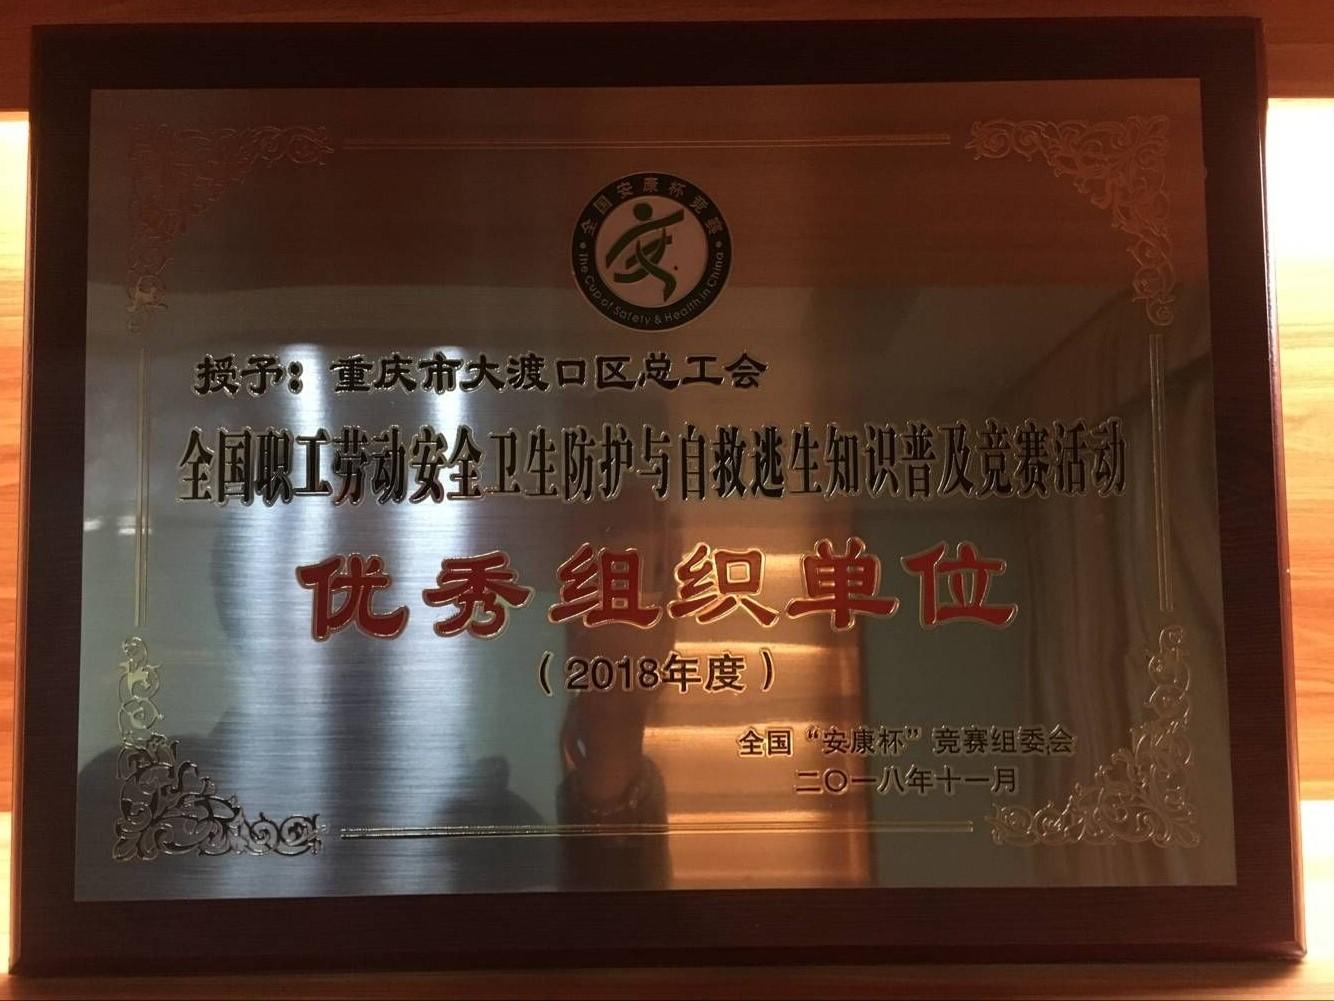 全国安康杯竞赛
The Cup of Safety & Health in China
授予：重庆市大渡口区总工会
全国职工劳动安全卫生防护与自救逃生知识普及竞赛活动
优秀组织单位
（2018年度）
全国“安康杯”竞赛组委会
二〇一八年十一月